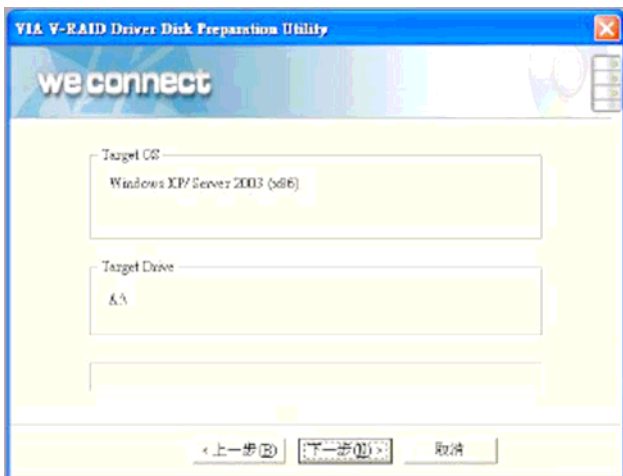 VIA V-RAID Driver Disk Preparation Utility
we connect
Target OS
Windows XP/ Server 2003 (x86)
Target Drive
A:\
<上一步(B) 下一步(N)> 取消